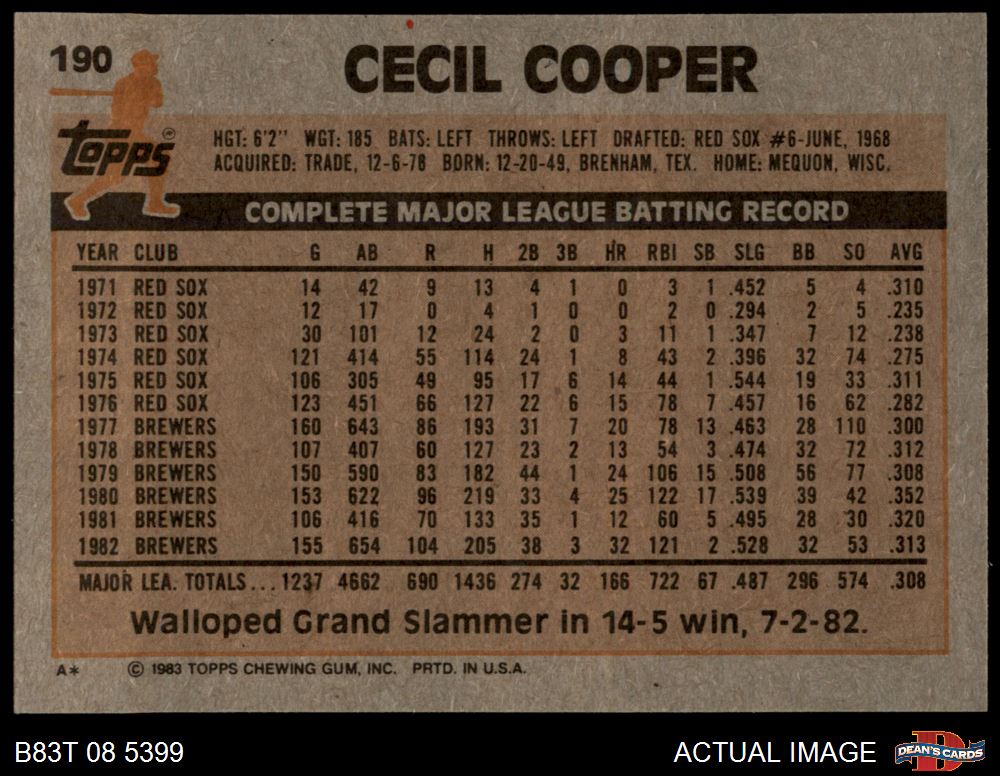 190 CECIL COOPER
topps ®
HGT: 6'2" WGT: 185 BATS: LEFT THROWS: LEFT DRAFTED: RED SOX #6-JUNE, 1968
ACQUIRED: TRADE, 12-6-76 BORN: 12-20-49, BRENHAM, TEX. HOME: MEQUON, WISC.
COMPLETE MAJOR LEAGUE BATTING RECORD
YEAR CLUB G AB R H 2B 3B HR RBI SB SLG BB SO AVG
1971 RED SOX 14 42 9 13 4 1 0 3 1 .452 5 4 .310
1972 RED SOX 12 17 0 4 1 0 0 2 0 .294 2 5 .235
1973 RED SOX 30 101 12 24 2 0 3 11 1 .347 7 12 .238
1974 RED SOX 121 414 55 114 24 1 8 43 2 .396 32 74 .275
1975 RED SOX 106 305 49 95 17 6 14 44 1 .544 19 33 .311
1976 RED SOX 123 451 66 127 22 6 15 78 7 .457 16 62 .282
1977 BREWERS 160 643 86 193 31 7 20 78 13 .463 28 110 .300
1978 BREWERS 107 407 60 127 23 2 13 54 3 .474 32 72 .312
1979 BREWERS 150 590 83 182 44 1 24 106 15 .508 56 77 .308
1980 BREWERS 153 622 96 219 33 4 25 122 17 .539 39 42 .352
1981 BREWERS 106 416 70 133 35 1 12 60 5 .495 28 30 .320
1982 BREWERS 155 654 104 205 38 3 32 121 2 .528 32 53 .313
MAJOR LEA. TOTALS... 1237 4662 690 1436 274 32 166 722 67 .487 296 574 .308
Walloped Grand Slammer in 14-5 win, 7-2-82.
A* © 1983 TOPPS CHEWING GUM, INC. PRTD. IN U.S.A.
B83T 08 5399 ACTUAL IMAGE D DEAN'S CARDS